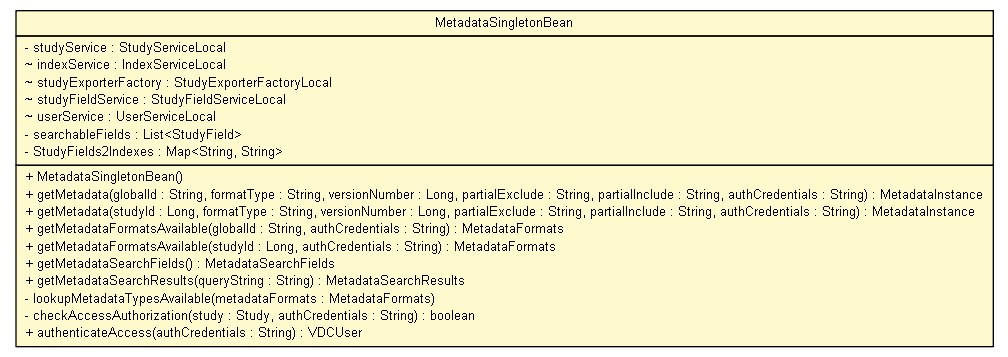 MetadataSingletonBean
- studyService : StudyServiceLocal
~ indexService : IndexServiceLocal
~ studyExporterFactory : StudyExporterFactoryLocal
~ studyFieldService : StudyFieldServiceLocal
~ userService : UserServiceLocal
- searchableFields : List<StudyField>
- StudyFields2Indexes : Map<String, String>
+ MetadataSingletonBean()
+ getMetadata(globalId : String, formatType : String, versionNumber : Long, partialExclude : String, partialInclude : String, authCredentials : String) : MetadataInstance
+ getMetadata(studyId : Long, formatType : String, versionNumber : Long, partialExclude : String, partialInclude : String, authCredentials : String) : MetadataInstance
+ getMetadataFormatsAvailable(globalId : String, authCredentials : String) : MetadataFormats
+ getMetadataFormatsAvailable(studyId : Long, authCredentials : String) : MetadataFormats
+ getMetadataSearchFields() : MetadataSearchFields
+ getMetadataSearchResults(queryString : String) : MetadataSearchResults
- lookupMetadataTypesAvailable(metadataFormats : MetadataFormats)
- checkAccessAuthorization(study : Study, authCredentials : String) : boolean
+ authenticateAccess(authCredentials : String) : VDCUser